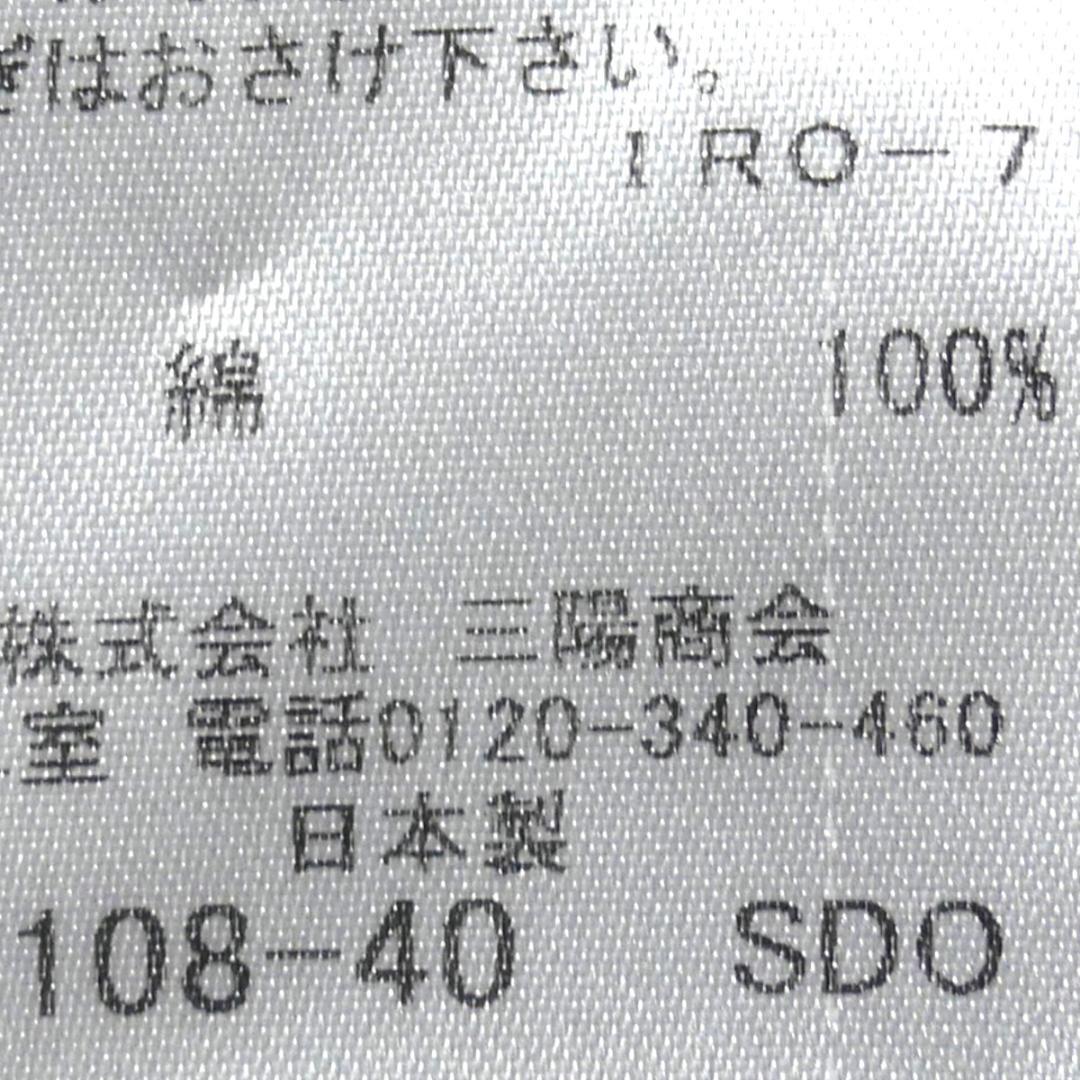 はおさけ下さい。
IRO-7
綿 100%
株式会社 三陽商会
室 電話0120-340-460
日本製
108-40 SDO